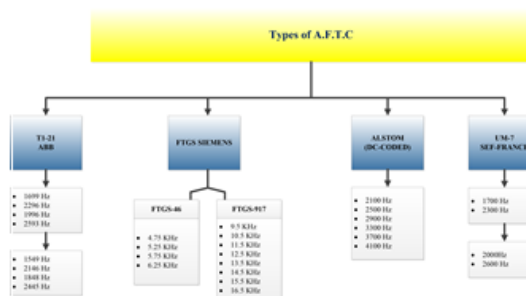 Types of A.F.T.C
T1-21
ABB
FTGS SIEMENS
ALSTOM
(DC-CODED)
UM-7
SEF-FRANCE
1699 Hz
2296 Hz
1996 Hz
2593 Hz
1549 Hz
2146 Hz
1848 Hz
2445 Hz
FTGS-46
4.75 KHz
5.25 KHz
5.75 KHz
6.25 KHz
FTGS-917
9.5 KHz
10.5 KHz
11.5 KHz
12.5 KHz
13.5 KHz
14.5 KHz
15.5 KHz
16.5 KHz
2100 Hz
2500 Hz
2900 Hz
3300 Hz
3700 Hz
4100 Hz
1700 Hz
2300 Hz
2000Hz
2600 Hz